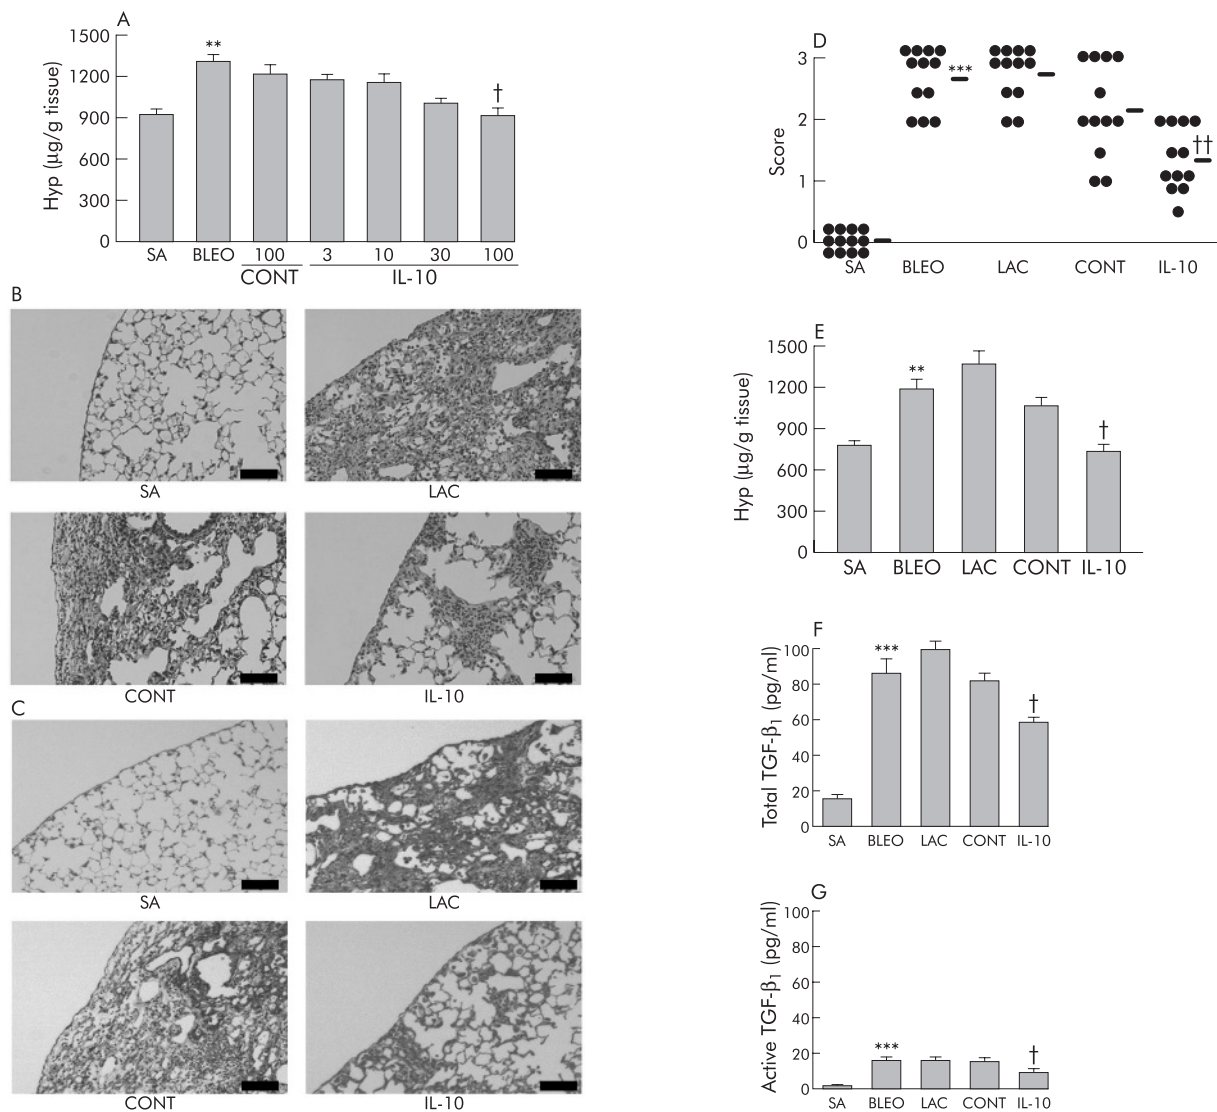 A
Hyp (μg/g tissue)
1500
1200
900
600
300
0
**
†
SA BLEO 100 3 10 30 100
CONT IL-10
B
SA LAC
CONT IL-10
C
SA LAC
CONT IL-10
D
Score
3
2
1
0
***
††
SA BLEO LAC CONT IL-10
E
Hyp (μg/g tissue)
1500
1200
900
600
300
0
**
†
SA BLEO LAC CONT IL-10
F
Total TGF-β1 (pg/ml)
100
80
60
40
20
0
***
†
SA BLEO LAC CONT IL-10
G
Active TGF-β1 (pg/ml)
100
80
60
40
20
0
***
†
SA BLEO LAC CONT IL-10